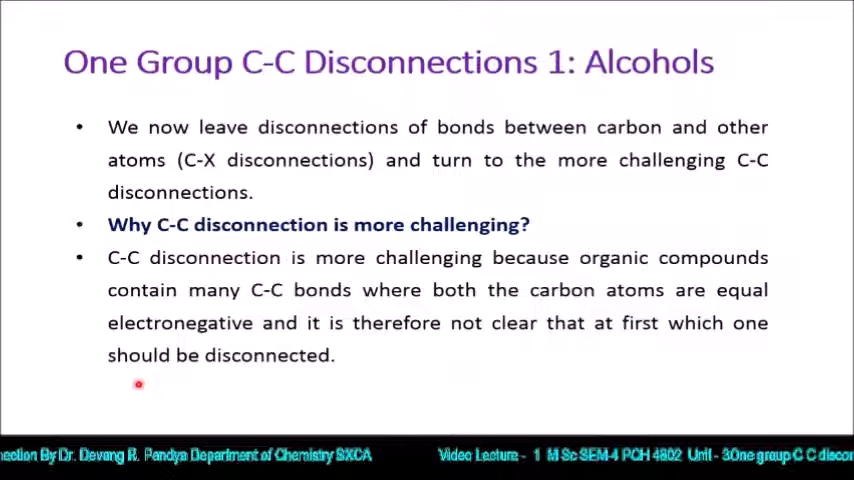 One Group C-C Disconnections 1: Alcohols
• We now leave disconnections of bonds between carbon and other
atoms (C-X disconnections) and turn to the more challenging C-C
disconnections.
• Why C-C disconnection is more challenging?
• C-C disconnection is more challenging because organic compounds
contain many C-C bonds where both the carbon atoms are equal
electronegative and it is therefore not clear that at first which one
should be disconnected.
nection By Dr. Devang R. Pandya Department of Chemistry SXCA Video Lecture - 1 M Sc SEM-4 PCH 4802 Unit - 3One group C C discon